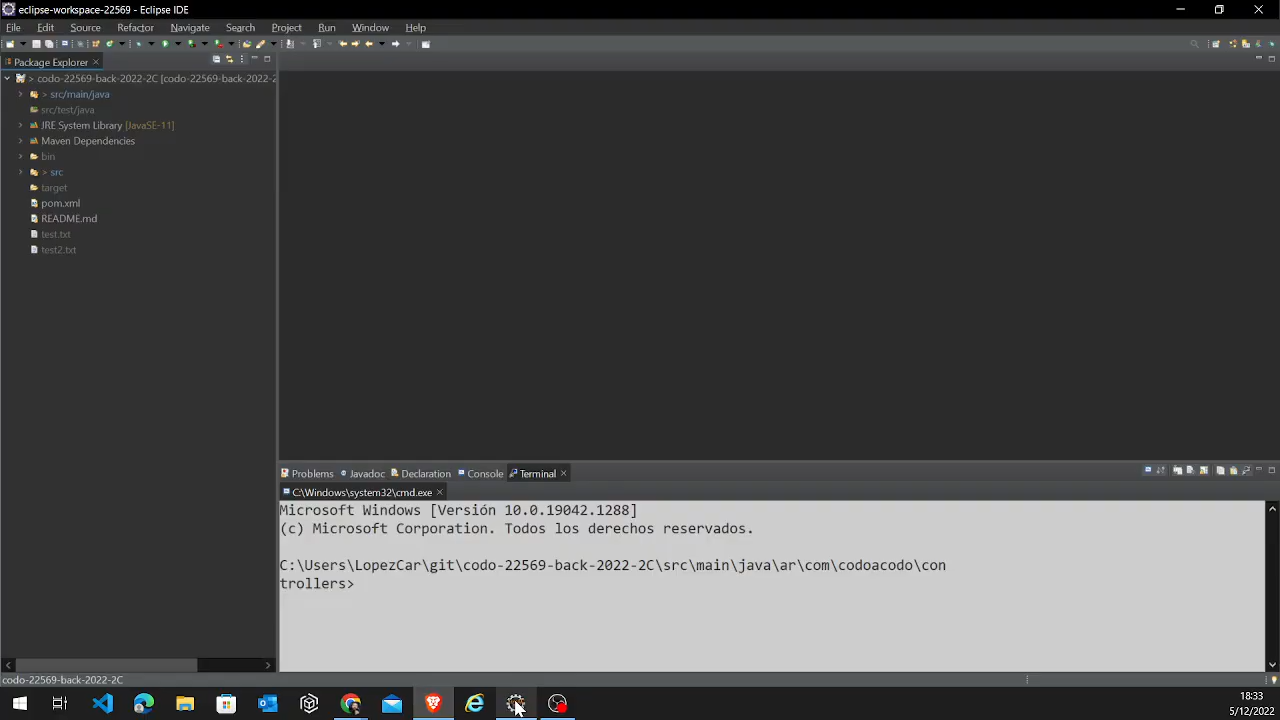 eclipse-workspace-22569 - Eclipse IDE
File Edit Source Refactor Navigate Search Project Run Window Help
Package Explorer
> codo-22569-back-2022-2C [codo-22569-back-2022-2
> src/main/java
src/test/java
JRE System Library [JavaSE-11]
Maven Dependencies
bin
> src
target
pom.xml
README.md
test.txt
test2.txt
Problems Javadoc Declaration Console Terminal
C:\Windows\system32\cmd.exe
Microsoft Windows [Versión 10.0.19042.1288]
(c) Microsoft Corporation. Todos los derechos reservados.
C:\Users\LopezCar\git\codo-22569-back-2022-2C\src\main\java\ar\com\codoacodo\con
trollers>
codo-22569-back-2022-2C
18:33
5/12/2022